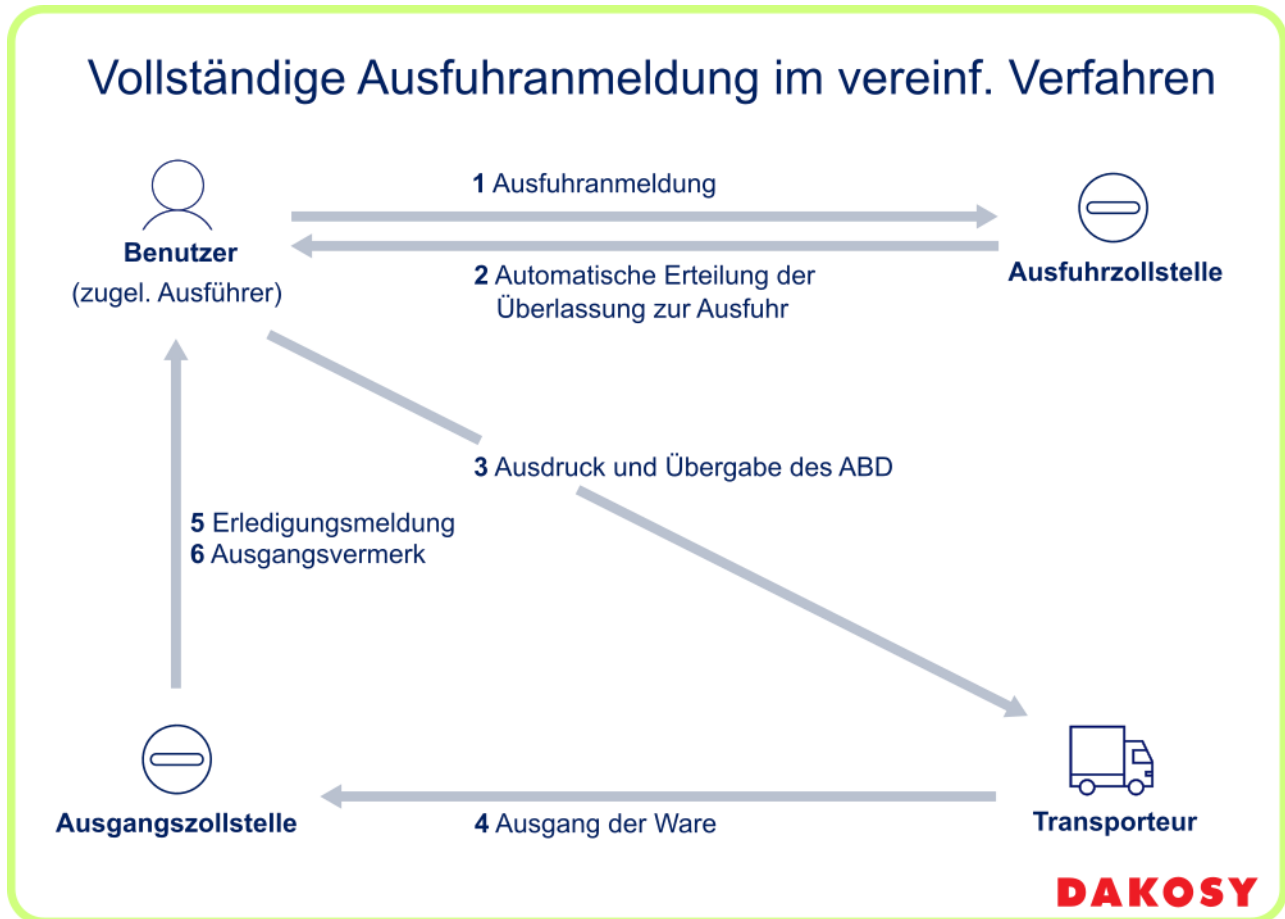 Vollständige Ausfuhranmeldung im vereinf. Verfahren
1 Ausfuhranmeldung
Benutzer
(zugel. Ausführer)
Ausfuhrzollstelle
2 Automatische Erteilung der
Überlassung zur Ausfuhr
3 Ausdruck und Übergabe des ABD
5 Erledigungsmeldung
6 Ausgangsvermerk
Ausgangszollstelle
4 Ausgang der Ware
Transporteur
DAKOSY